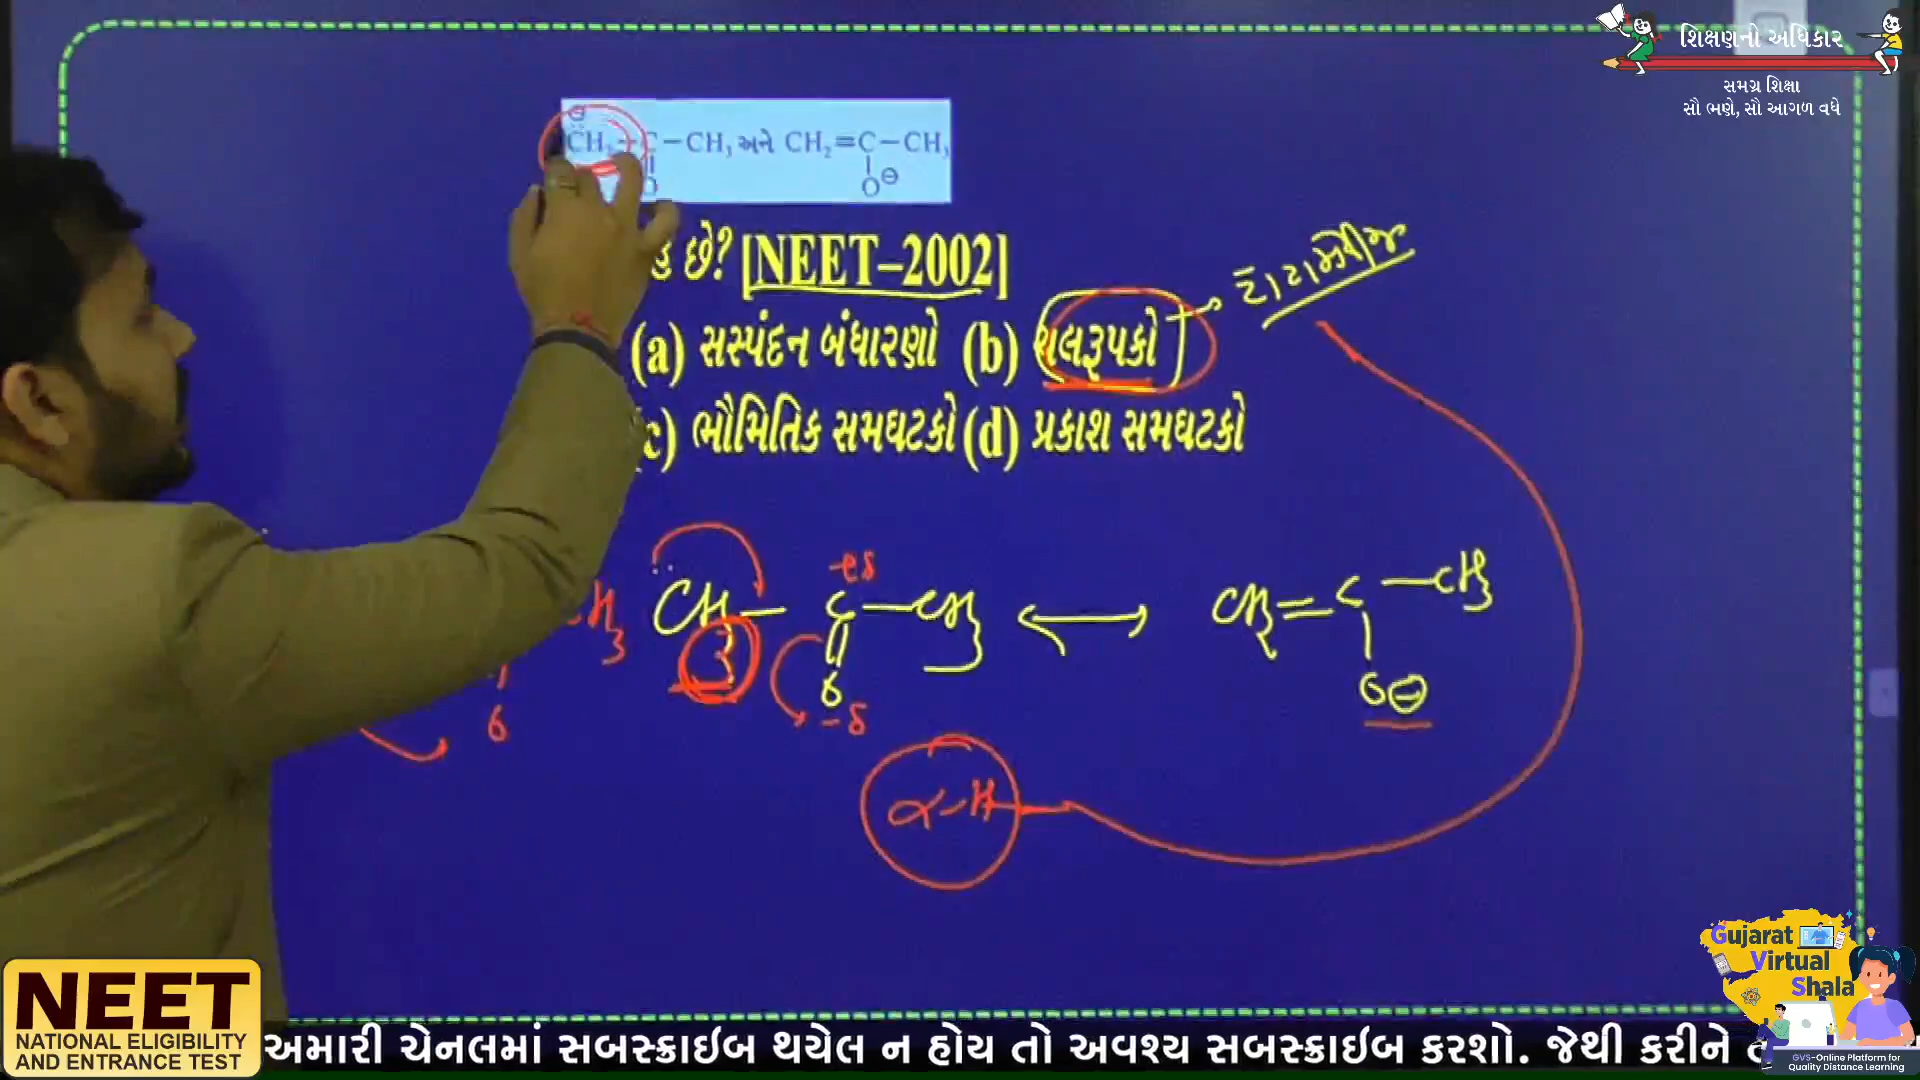 શિક્ષણનો અધિકાર
સમગ્ર શિક્ષા
સૌ ભણે, સૌ આગળ વધે
C – CH₃ અને CH₂ = C – CH₃
O O⊖
છે? [NEET–2002]
(a) સસ્પંદન બંધારણો (b) ચલરૂપકો
(c) ભૌમિતિક સમઘટકો (d) પ્રકાશ સમઘટકો
ટોટોમેરીઝમ
CH₃ – C – CH₃ ⟷ CH₂ = C – CH₃
-δ
O⊖
α-H
NEET
NATIONAL ELIGIBILITY
AND ENTRANCE TEST
અમારી ચેનલમાં સબસ્ક્રાઇબ થયેલ ન હોય તો અવશ્ય સબસ્ક્રાઇબ કરશો. જેથી કરીને
Gujarat
Virtual
Shala
GVS-Online Platform for
Quality Distance Learning